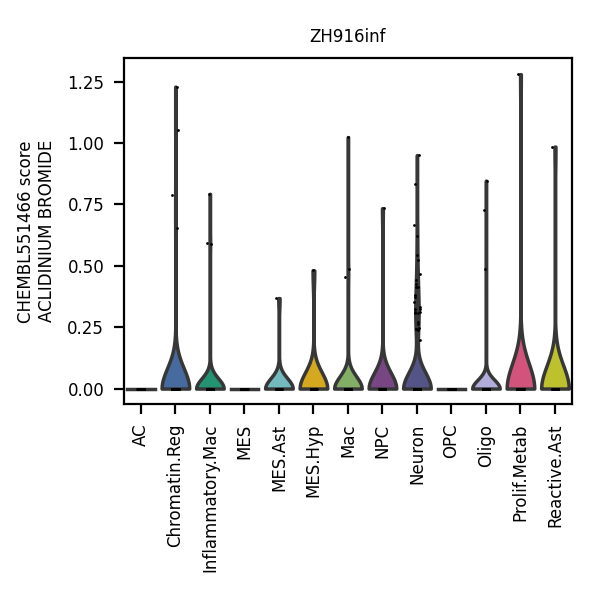 ZH916inf
CHEMBL551466 score
ACLIDINIUM BROMIDE
1.25
1.00
0.75
0.50
0.25
0.00
AC
Chromatin.Reg
Inflammatory.Mac
MES
MES.Ast
MES.Hyp
Mac
NPC
Neuron
OPC
Oligo
Prolif.Metab
Reactive.Ast